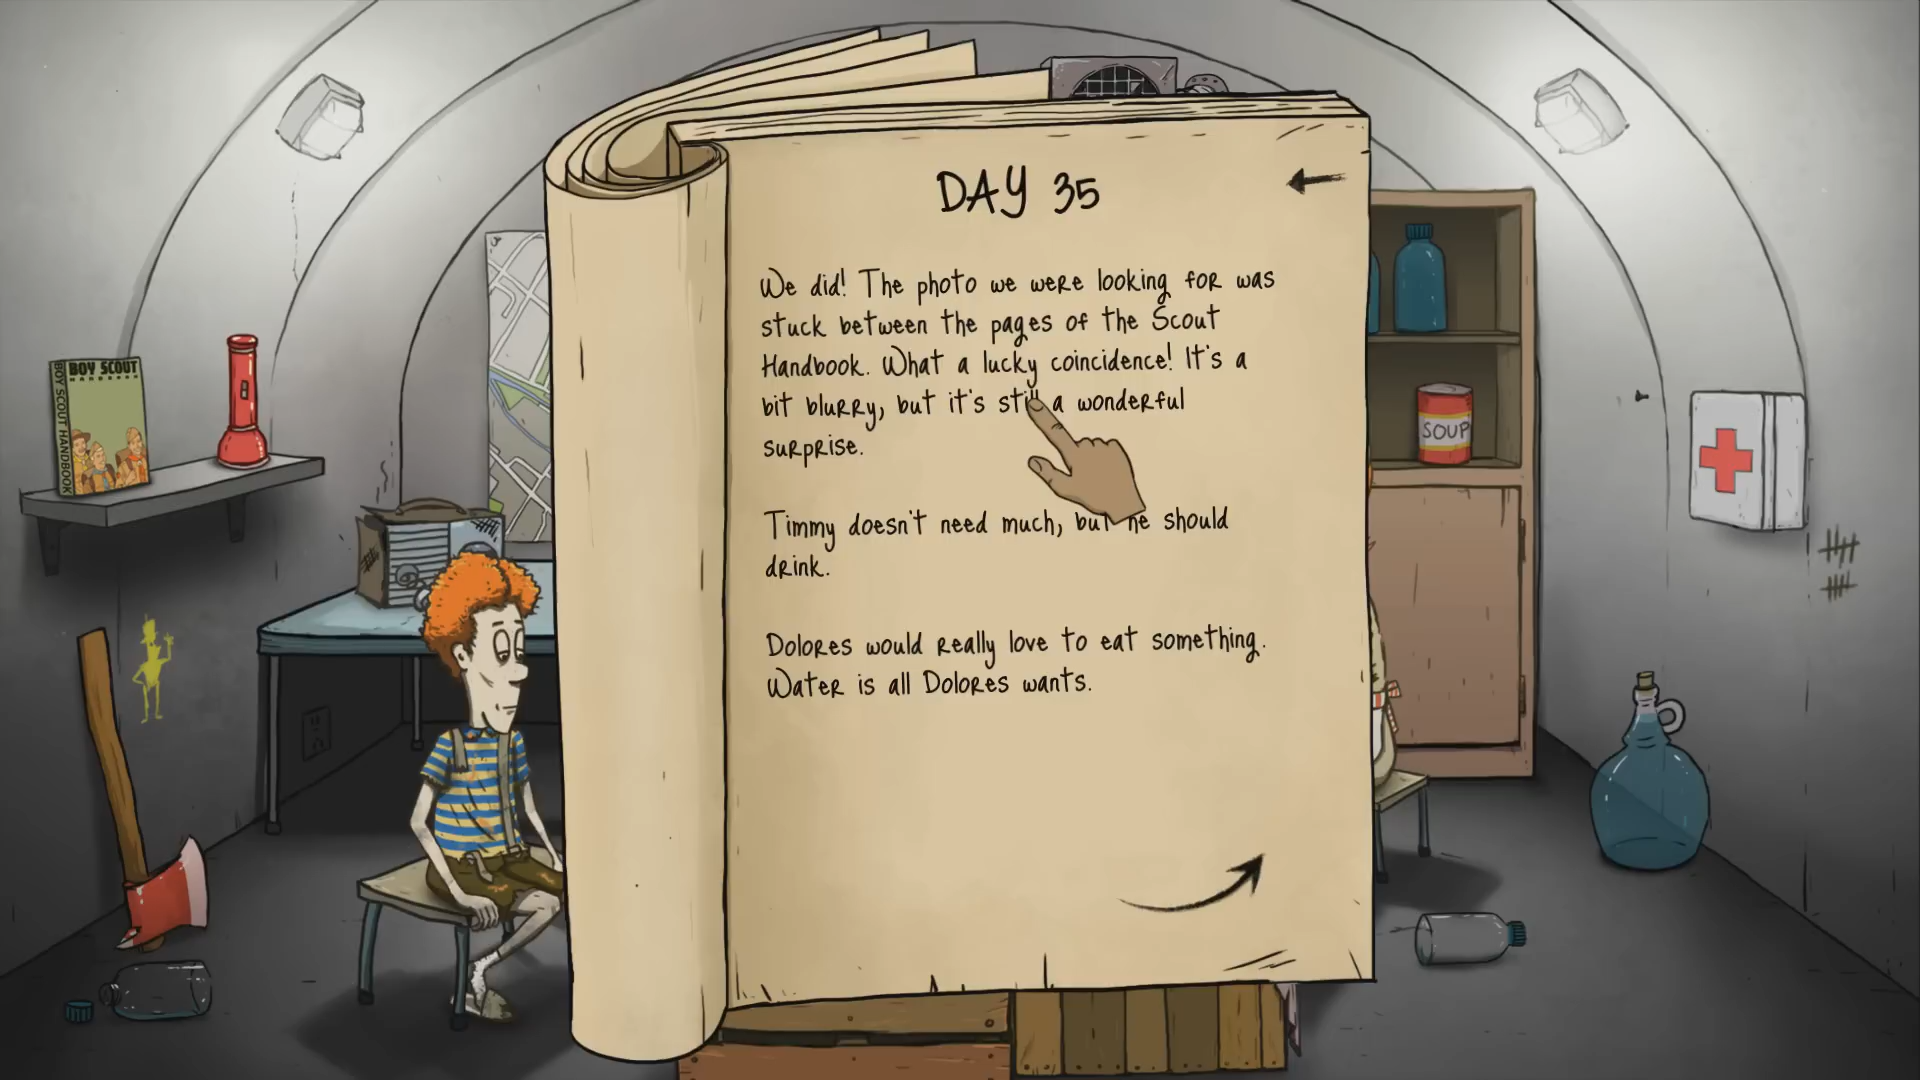 DAY 35
We did! The photo we were looking for was
stuck between the pages of the Scout
Handbook. What a lucky coincidence! It's a
bit blurry, but it's still a wonderful
surprise.
Timmy doesn't need much, but he should
drink.
Dolores would really love to eat something.
Water is all Dolores wants.
BOY SCOUT
HANDBOOK
BOY SCOUT HANDBOOK
SOUP